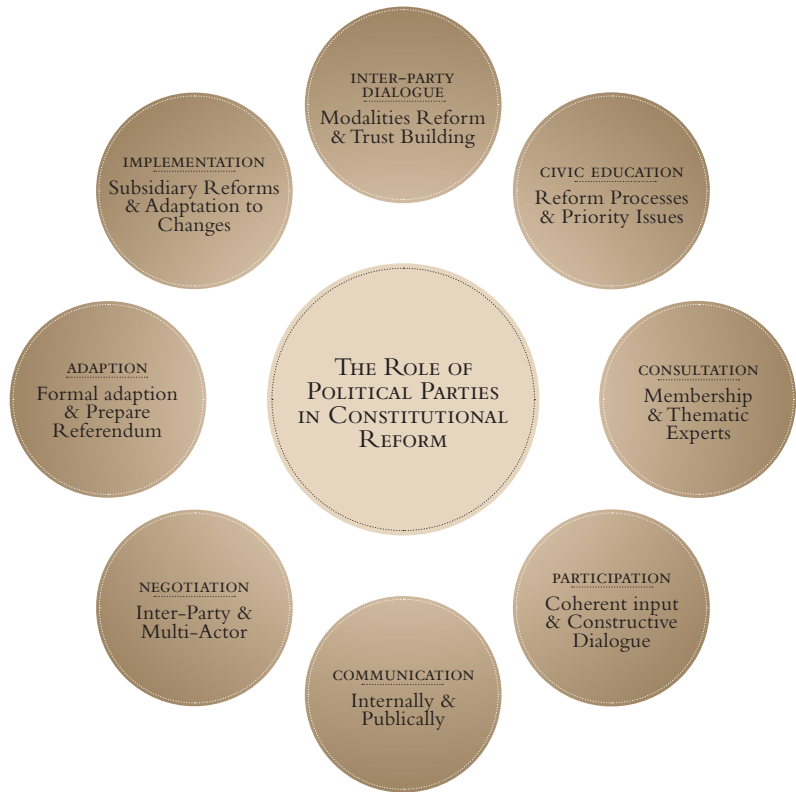 INTER-PARTY
DIALOGUE
Modalities Reform
& Trust Building
CIVIC EDUCATION
Reform Processes
& Priority Issues
CONSULTATION
Membership
& Thematic
Experts
PARTICIPATION
Coherent input
& Constructive
Dialogue
COMMUNICATION
Internally &
Publically
NEGOTIATION
Inter-Party &
Multi-Actor
ADAPTION
Formal adaption
& Prepare
Referendum
IMPLEMENTATION
Subsidiary Reforms
& Adaptation to
Changes
The Role of
Political Parties
in Constitutional
Reform